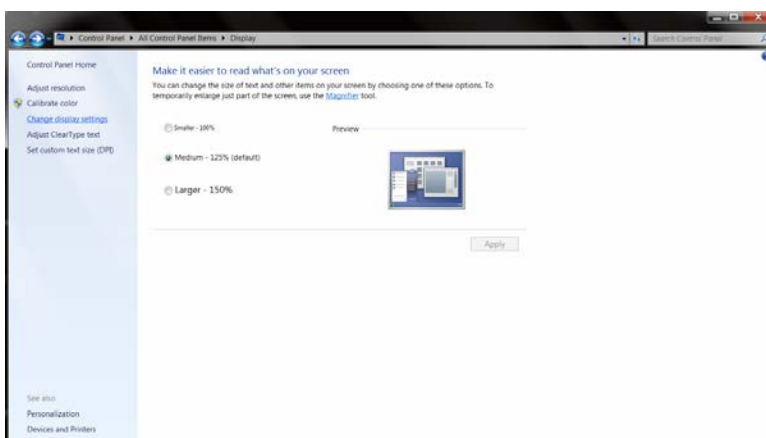 Control Panel ▸ All Control Panel Items ▸ Display
Search Control Panel
Control Panel Home
Adjust resolution
Calibrate color
Change display settings
Adjust ClearType text
Set custom text size (DPI)
Make it easier to read what's on your screen
You can change the size of text and other items on your screen by choosing one of these options. To
temporarily enlarge just part of the screen, use the Magnifier tool.
Smaller - 100%
Preview
Medium - 125% (default)
Larger - 150%
Apply
See also
Personalization
Devices and Printers